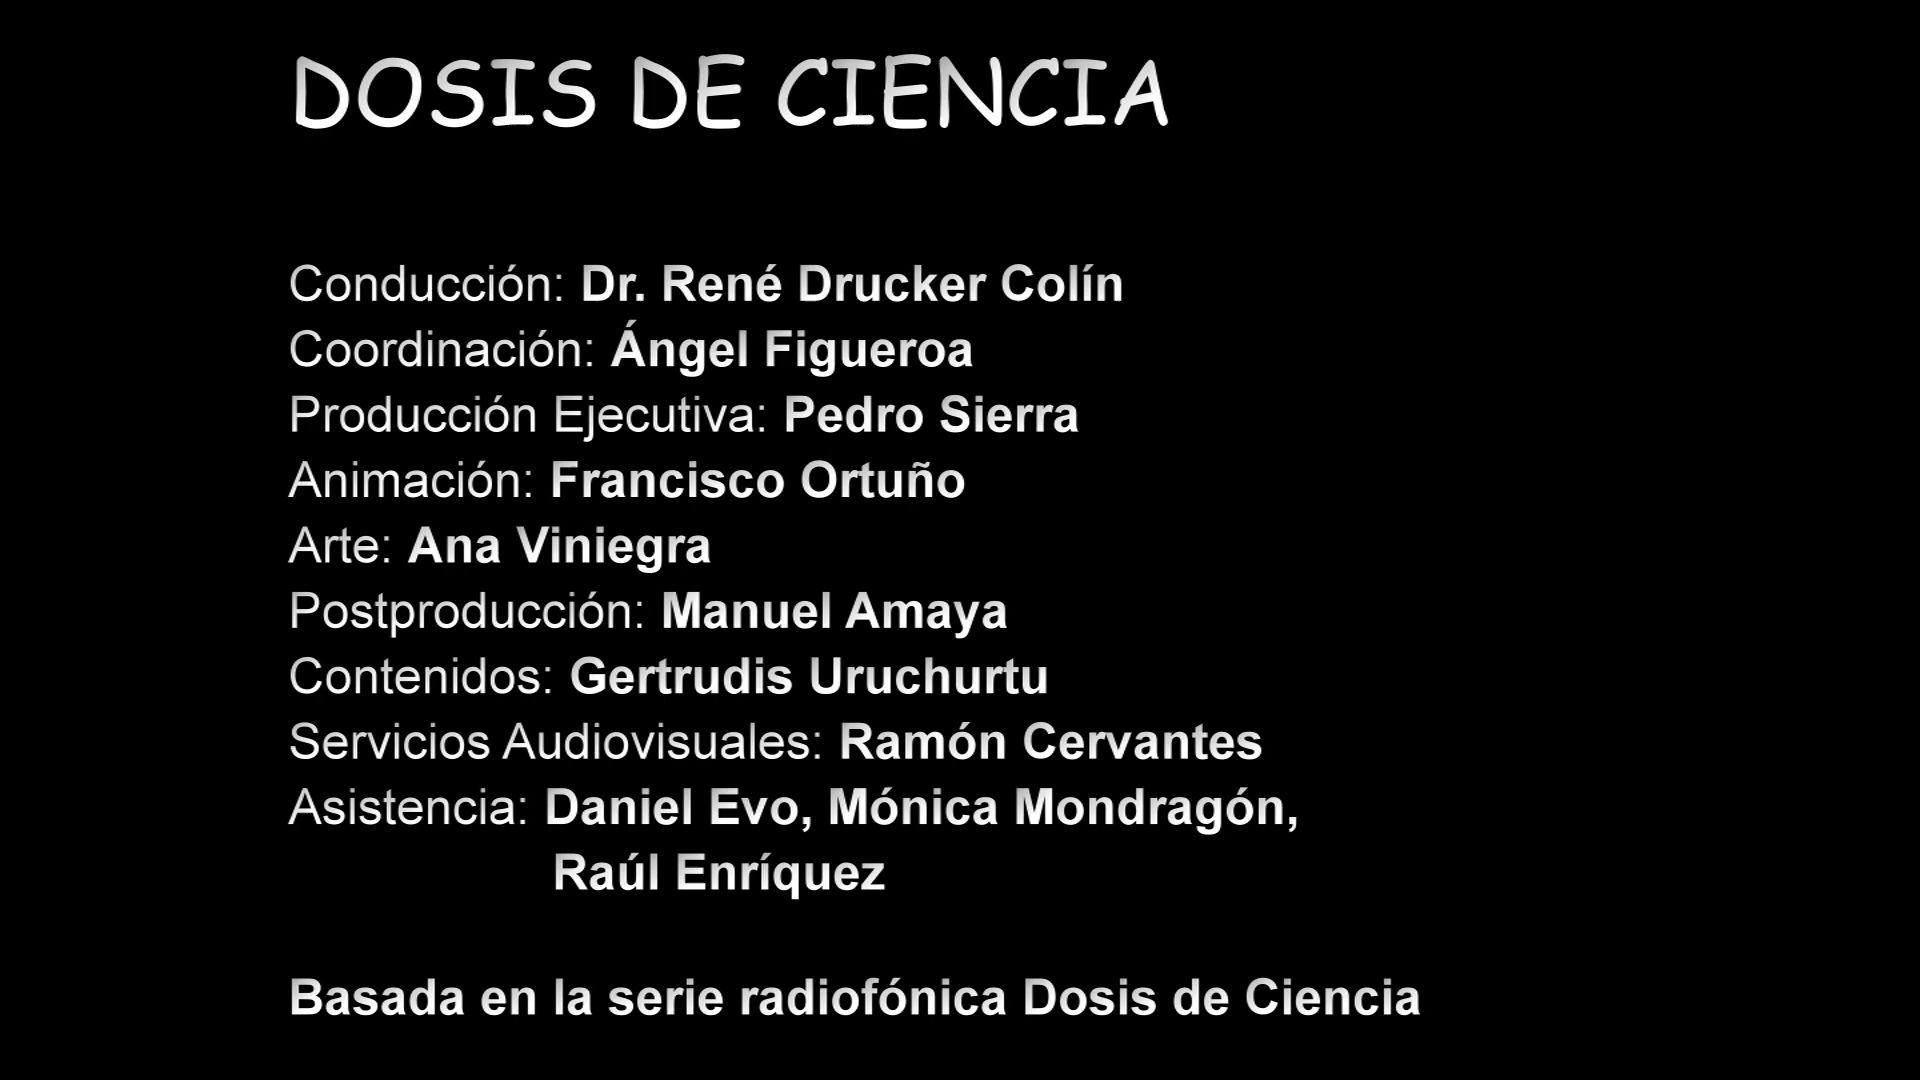 DOSIS DE CIENCIA
Conducción: Dr. René Drucker Colín
Coordinación: Ángel Figueroa
Producción Ejecutiva: Pedro Sierra
Animación: Francisco Ortuño
Arte: Ana Viniegra
Postproducción: Manuel Amaya
Contenidos: Gertrudis Uruchurtu
Servicios Audiovisuales: Ramón Cervantes
Asistencia: Daniel Evo, Mónica Mondragón,
Raúl Enríquez
Basada en la serie radiofónica Dosis de Ciencia